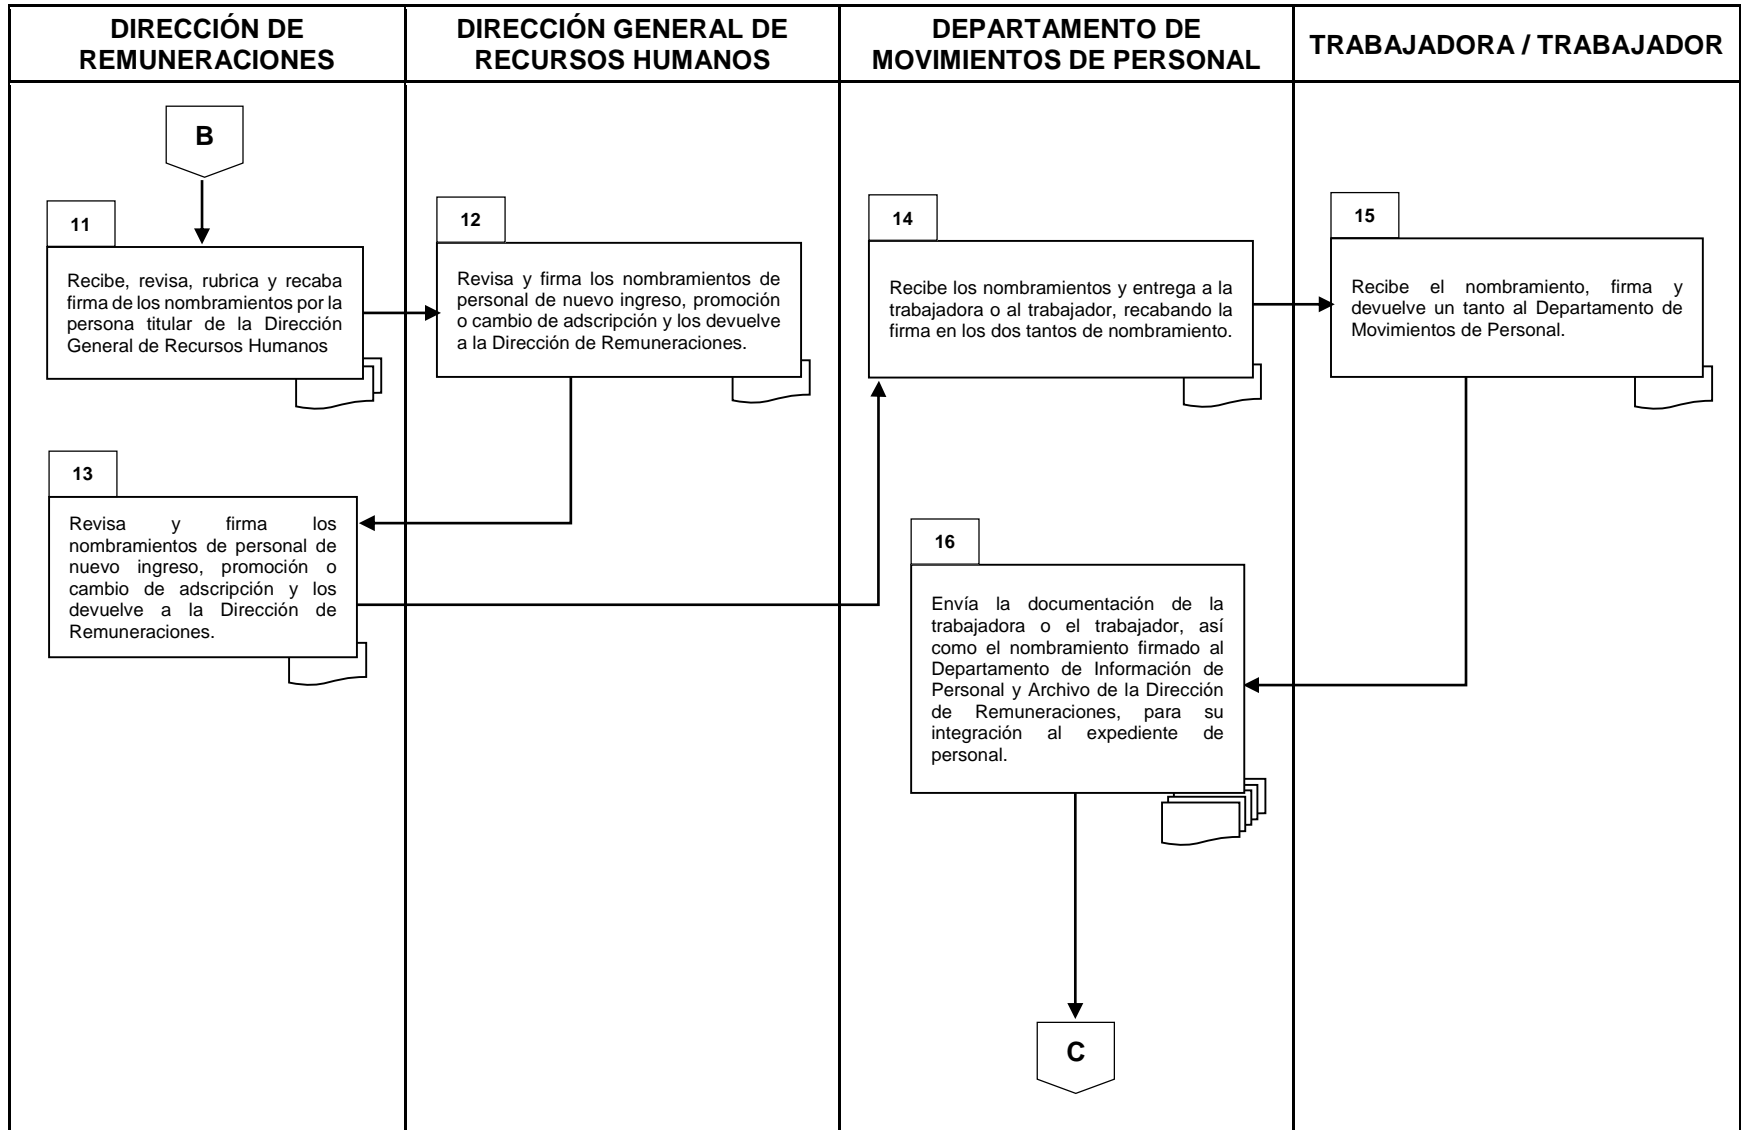 DIRECCIÓN DE
REMUNERACIONES
DIRECCIÓN GENERAL DE
RECURSOS HUMANOS
DEPARTAMENTO DE
MOVIMIENTOS DE PERSONAL
TRABAJADORA / TRABAJADOR
B
11
Recibe, revisa, rubrica y recaba
firma de los nombramientos por la
persona titular de la Dirección
General de Recursos Humanos
12
Revisa y firma los nombramientos de
personal de nuevo ingreso, promoción
o cambio de adscripción y los devuelve
a la Dirección de Remuneraciones.
14
Recibe los nombramientos y entrega a la
trabajadora o al trabajador, recabando la
firma en los dos tantos de nombramiento.
15
Recibe el nombramiento, firma y
devuelve un tanto al Departamento de
Movimientos de Personal.
13
Revisa y firma los
nombramientos de personal de
nuevo ingreso, promoción o
cambio de adscripción y los
devuelve a la Dirección de
Remuneraciones.
16
Envía la documentación de la
trabajadora o el trabajador, así
como el nombramiento firmado al
Departamento de Información de
Personal y Archivo de la Dirección
de Remuneraciones, para su
integración al expediente de
personal.
C